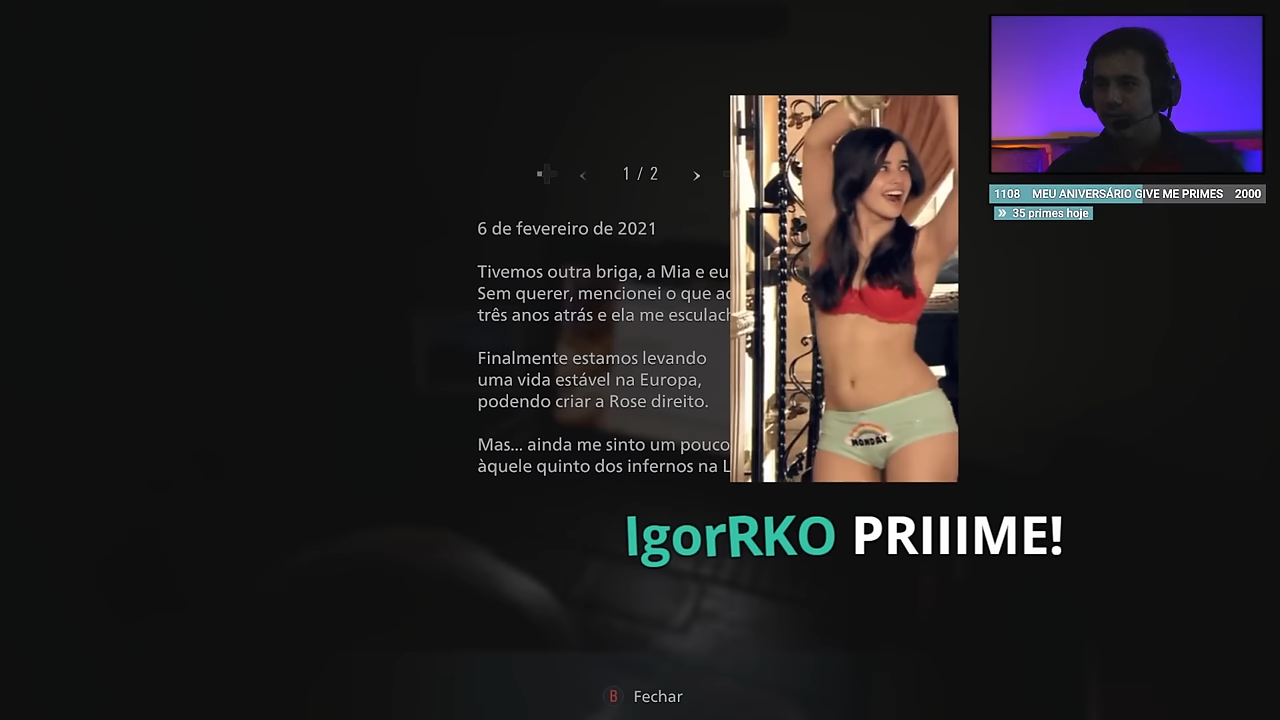 1 / 2
6 de fevereiro de 2021
Tivemos outra briga, a Mia e eu
Sem querer, mencionei o que
três anos atrás e ela me
Finalmente estamos levando
uma vida estável na Europa,
podendo criar a Rose direito.
Mas... ainda me sinto um pouco
àquele quinto dos infernos na
MONDAY
IgorRKO PRIIIME!
B Fechar
1108 MEU ANIVERSÁRIO GIVE ME PRIMES 2000
» 35 primes hoje